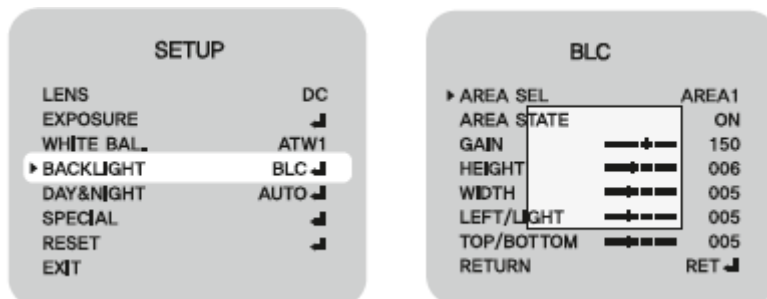 SETUP
LENS DC
EXPOSURE
WHITE BAL. ATW1
BACKLIGHT BLC
DAY&NIGHT AUTO
SPECIAL
RESET
EXIT
BLC
AREA SEL AREA1
AREA STATE ON
GAIN 150
HEIGHT 006
WIDTH 005
LEFT/LIGHT 005
TOP/BOTTOM 005
RETURN RET